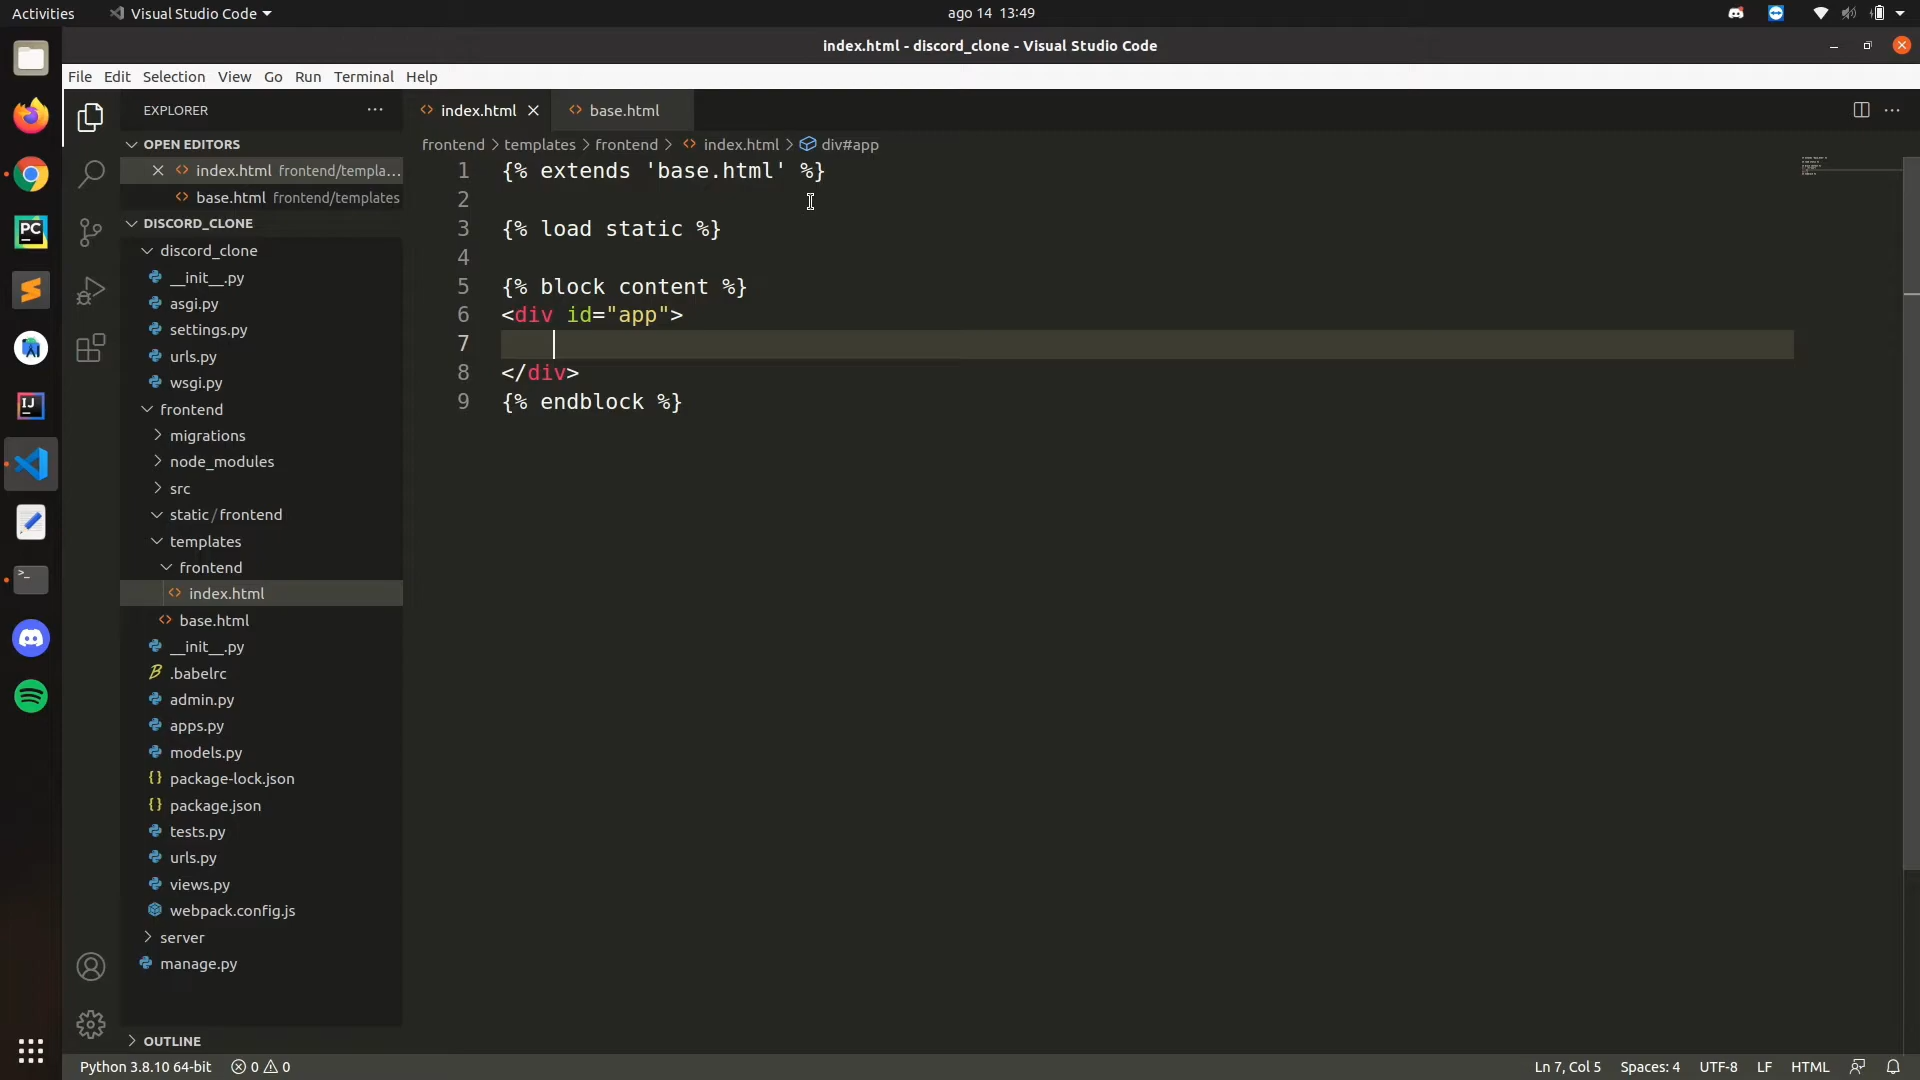 Activities
Visual Studio Code
ago 14 13:49
index.html - discord_clone - Visual Studio Code
File Edit Selection View Go Run Terminal Help
EXPLORER
OPEN EDITORS
index.html frontend/templa...
base.html frontend/templates
DISCORD_CLONE
discord_clone
__init__.py
asgi.py
settings.py
urls.py
wsgi.py
frontend
migrations
node_modules
src
static/frontend
templates
frontend
index.html
base.html
__init__.py
.babelrc
admin.py
apps.py
models.py
package-lock.json
package.json
tests.py
urls.py
views.py
webpack.config.js
server
manage.py
OUTLINE
index.html
base.html
frontend > templates > frontend > index.html > div#app
1 {% extends 'base.html' %}
2
3 {% load static %}
4
5 {% block content %}
6 <div id="app">
7
8 </div>
9 {% endblock %}
Python 3.8.10 64-bit 0 0
Ln 7, Col 5 Spaces: 4 UTF-8 LF HTML